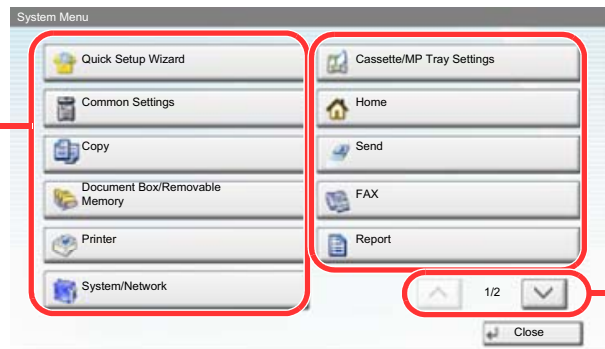 System Menu
Quick Setup Wizard
Cassette/MP Tray Settings
Common Settings
Home
Copy
Send
Document Box/Removable
Memory
FAX
Printer
Report
System/Network
1/2
Close